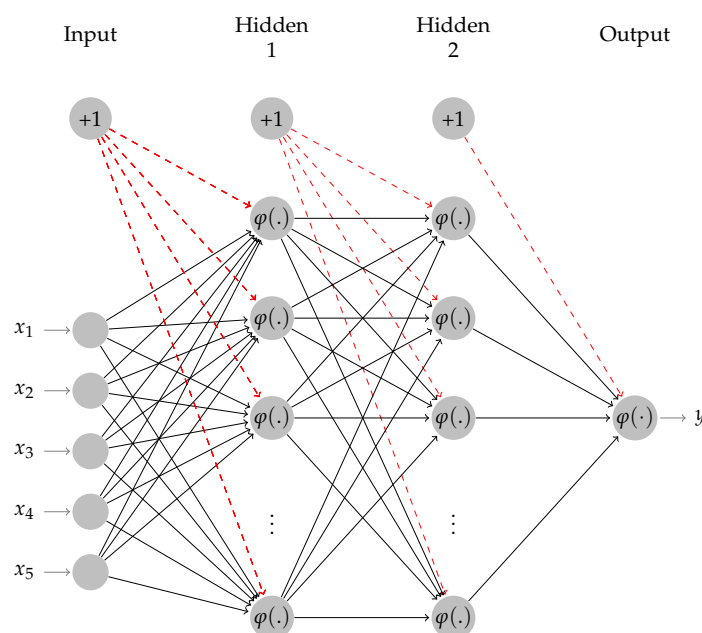 Input
Hidden
1
Hidden
2
Output
+1
+1
+1
φ(.)
φ(.)
φ(.)
φ(.)
x1
φ(.)
x2
φ(.)
φ(.)
φ(·)
y
x3
x4
⋮
⋮
x5
φ(.)
φ(.)